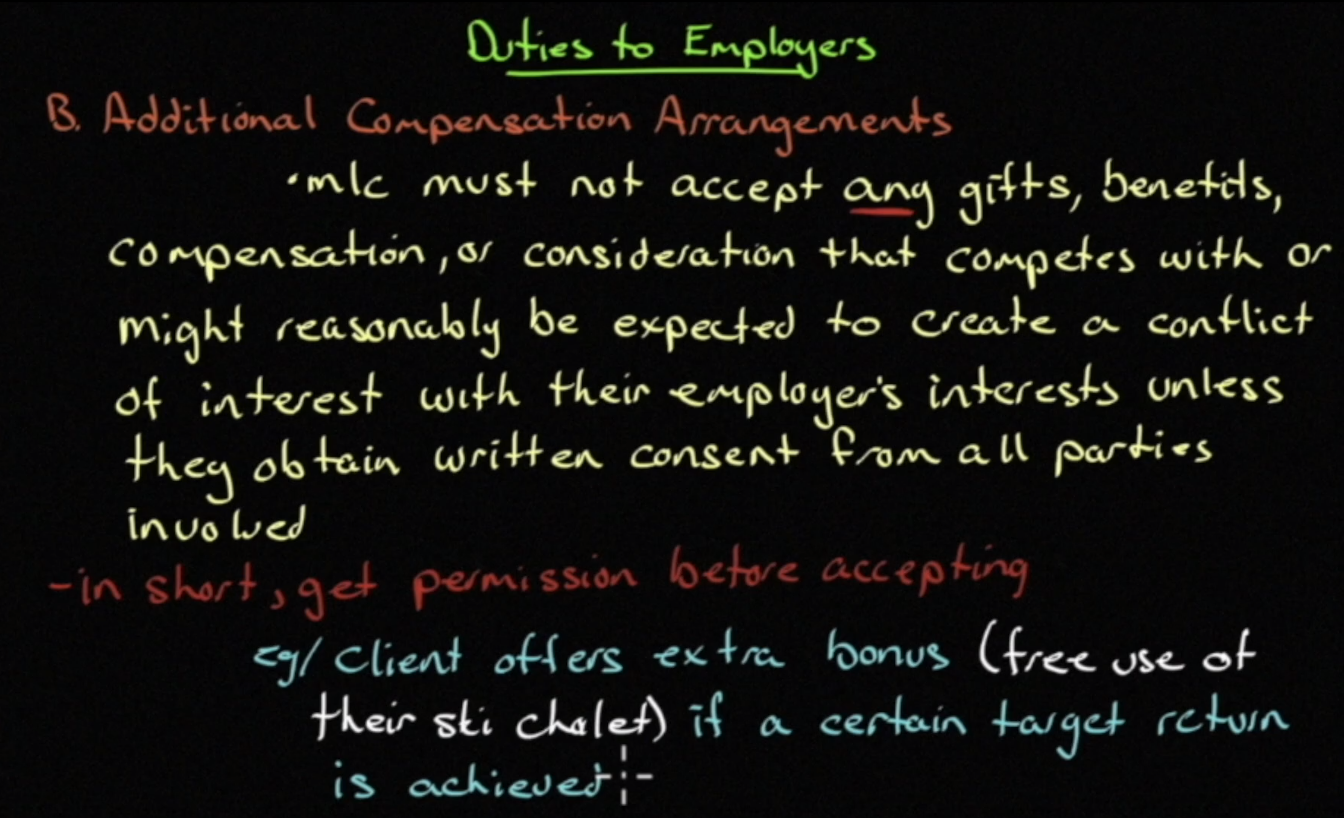 Duties to Employers
B. Additional Compensation Arrangements
• mlc must not accept any gifts, benefits,
compensation, or consideration that competes with or
might reasonably be expected to create a conflict
of interest with their employer's interests unless
they obtain written consent from all parties
involved
- in short, get permission before accepting
eg/ Client offers extra bonus (free use of
their ski chalet) if a certain target return
is achieved